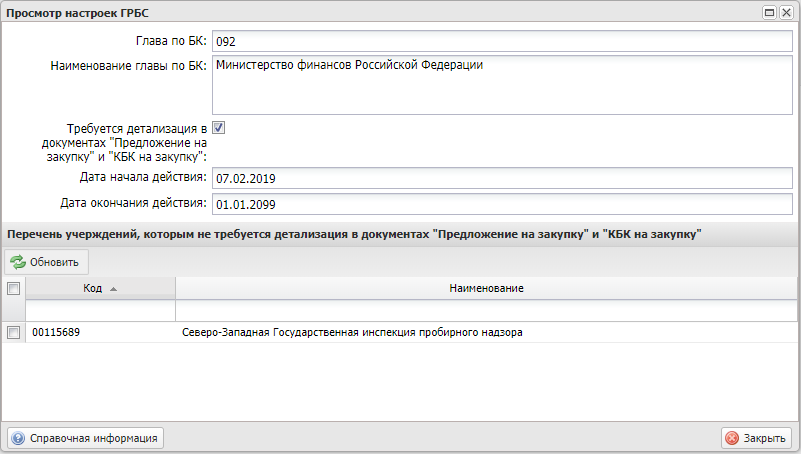 Просмотр настроек ГРБС
Глава по БК: 092
Наименование главы по БК: Министерство финансов Российской Федерации
Требуется детализация в
документах "Предложение на
закупку" и "КБК на закупку":
Дата начала действия: 07.02.2019
Дата окончания действия: 01.01.2099
Перечень учерждений, которым не требуется детализация в документах "Предложение на закупку" и "КБК на закупку"
Обновить
Код Наименование
00115689 Северо-Западная Государственная инспекция пробирного надзора
Справочная информация Закрыть